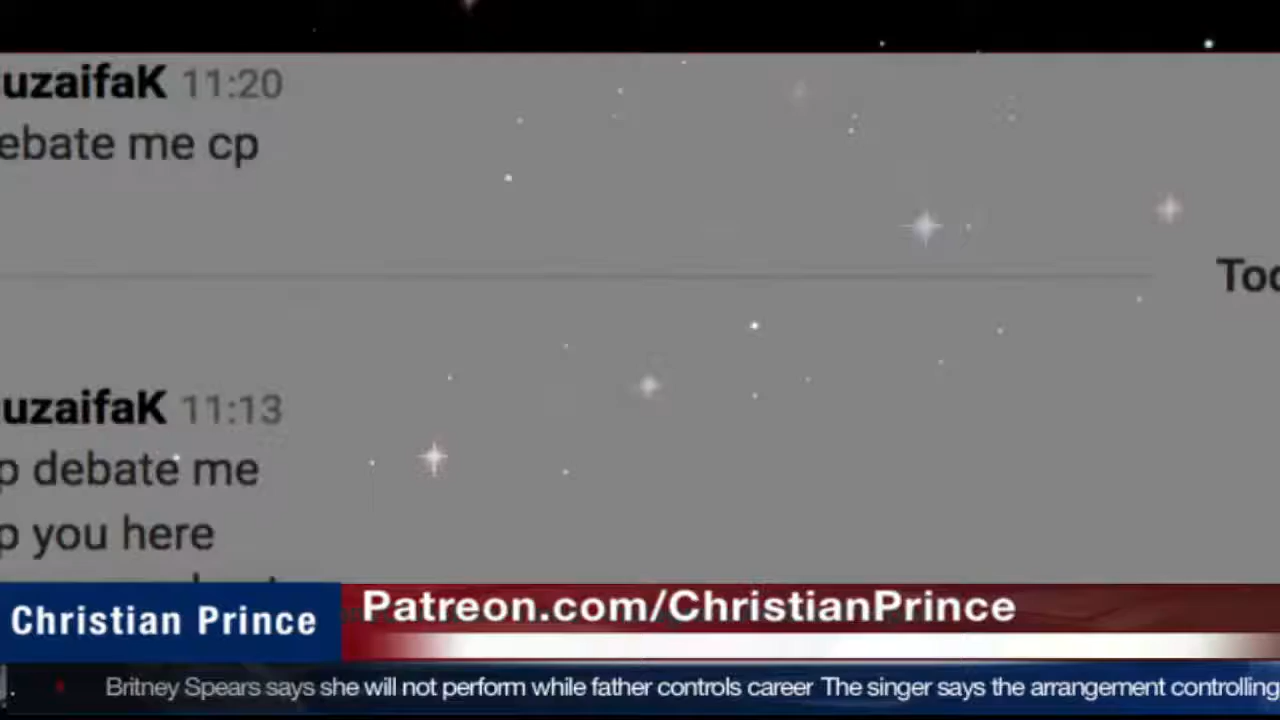 uzaifaK 11:20
ebate me cp
Tod
uzaifaK 11:13
p debate me
p you here
Christian Prince
Patreon.com/ChristianPrince
Britney Spears says she will not perform while father controls career The singer says the arrangement controlling